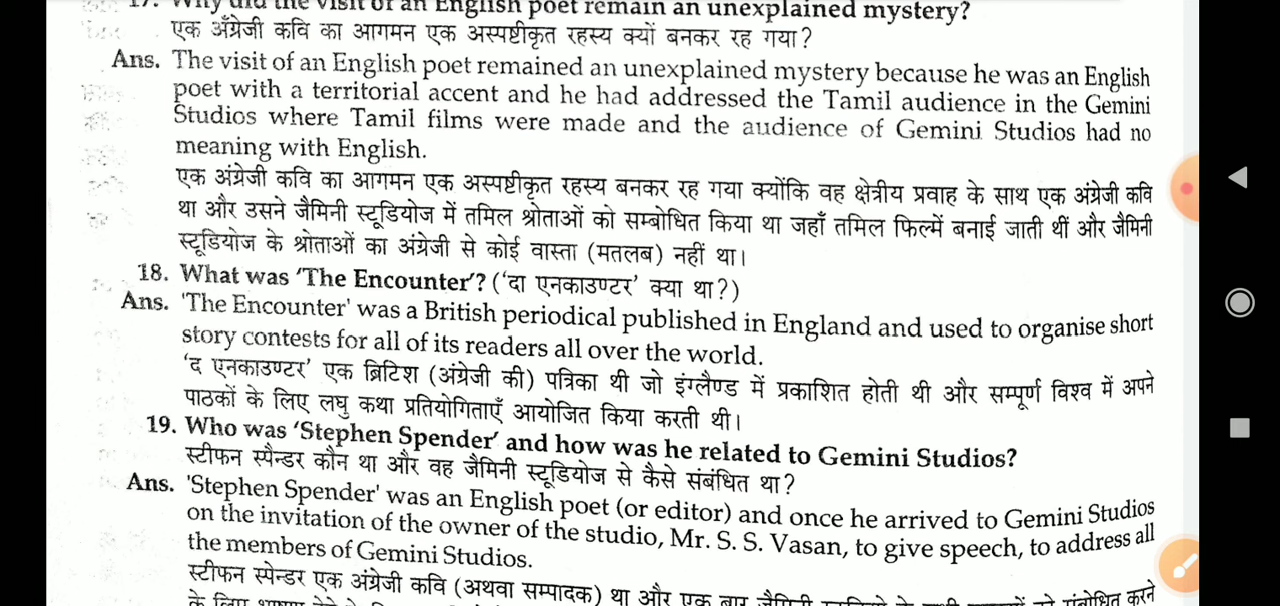 17. Why did the visit of an English poet remain an unexplained mystery?
एक अँग्रेजी कवि का आगमन एक अस्पष्टीकृत रहस्य क्यों बनकर रह गया?
Ans. The visit of an English poet remained an unexplained mystery because he was an English
poet with a territorial accent and he had addressed the Tamil audience in the Gemini
Studios where Tamil films were made and the audience of Gemini Studios had no
meaning with English.
एक अंग्रेजी कवि का आगमन एक अस्पष्टीकृत रहस्य बनकर रह गया क्योंकि वह क्षेत्रीय प्रवाह के साथ एक अंग्रेजी कवि
था और उसने जैमिनी स्टूडियोज में तमिल श्रोताओं को सम्बोधित किया था जहाँ तमिल फिल्में बनाई जाती थीं और जैमिनी
स्टूडियोज के श्रोताओं का अंग्रेजी से कोई वास्ता (मतलब) नहीं था।
18. What was 'The Encounter'? ('दा एनकाउण्टर' क्या था?)
Ans. 'The Encounter' was a British periodical published in England and used to organise short
story contests for all of its readers all over the world.
'द एनकाउण्टर' एक ब्रिटिश (अंग्रेजी की) पत्रिका थी जो इंग्लैण्ड में प्रकाशित होती थी और सम्पूर्ण विश्व में अपने
पाठकों के लिए लघु कथा प्रतियोगिताएँ आयोजित किया करती थी।
19. Who was 'Stephen Spender' and how was he related to Gemini Studios?
स्टीफन स्पैन्डर कौन था और वह जैमिनी स्टूडियोज से कैसे संबंधित था?
Ans. 'Stephen Spender' was an English poet (or editor) and once he arrived to Gemini Studios
on the invitation of the owner of the studio, Mr. S. S. Vasan, to give speech, to address all
the members of Gemini Studios.
स्टीफन स्पेन्डर एक अंग्रेजी कवि (अथवा सम्पादक) था और एक बार जैमिनी संबोधित करने
के लिए भाषण